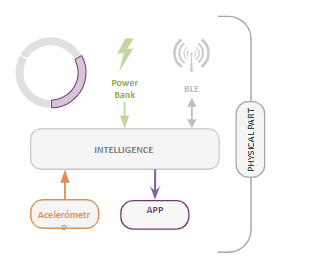 Power
Bank
BLE
INTELLIGENCE
PHYSICAL PART
Acelerómetr
o
APP